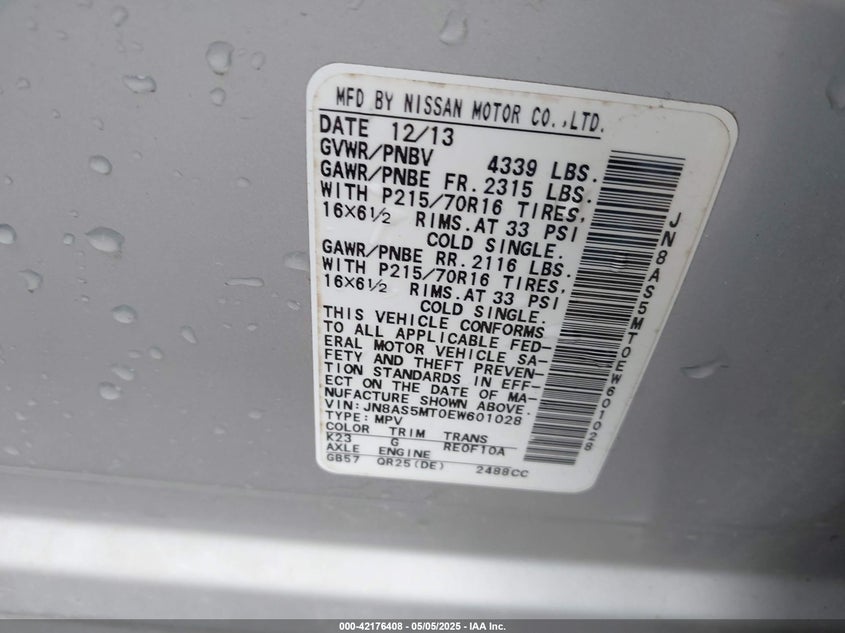 MFD BY NISSAN MOTOR CO.,LTD.
DATE 12/13
GVWR/PNBV 4339 LBS.
GAWR/PNBE FR. 2315 LBS.
WITH P215/70R16 TIRES,
16×6½ RIMS.AT 33 PSI
COLD SINGLE.
GAWR/PNBE RR. 2116 LBS.
WITH P215/70R16 TIRES,
16×6½ RIMS.AT 33 PSI
COLD SINGLE.
THIS VEHICLE CONFORMS
TO ALL APPLICABLE FED-
ERAL MOTOR VEHICLE SA-
FETY AND THEFT PREVEN-
TION STANDARDS IN EFF-
ECT ON THE DATE OF MA-
NUFACTURE SHOWN ABOVE.
VIN: JN8AS5MT0EW601028
TYPE: MPV
COLOR TRIM TRANS
K23 G RE0F10A
AXLE ENGINE
GB57 QR25(DE) 2488CC
JN8AS5MT0EW601028
000-42176408 - 05/05/2025 - IAA Inc.